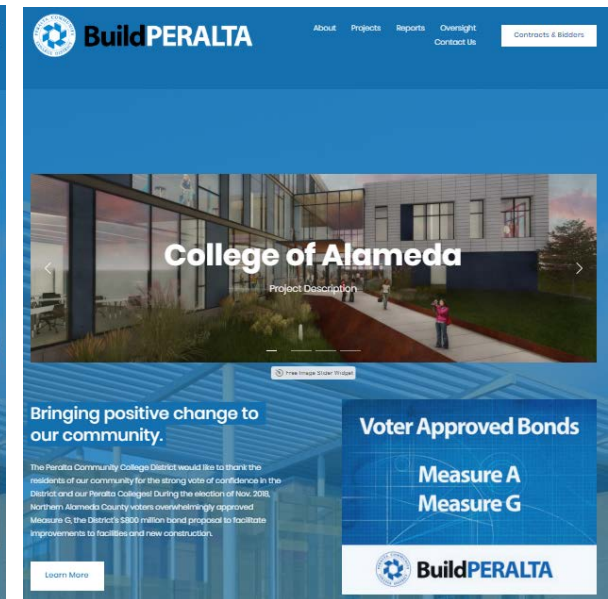 BuildPERALTA
About Projects Reports Oversight
Contact Us
Contracts & Bidders
College of Alameda
Project Description
Free Image Slider Widget
Bringing positive change to
our community.
The Peralta Community College District would like to thank the
residents of our community for the strong vote of confidence in the
District and our Peralta Colleges! During the election of Nov. 2018,
Northern Alameda County voters overwhelmingly approved
Measure G, the District's $800 million bond proposal to facilitate
improvements to facilities and new construction.
Learn More
Voter Approved Bonds
Measure A
Measure G
BuildPERALTA